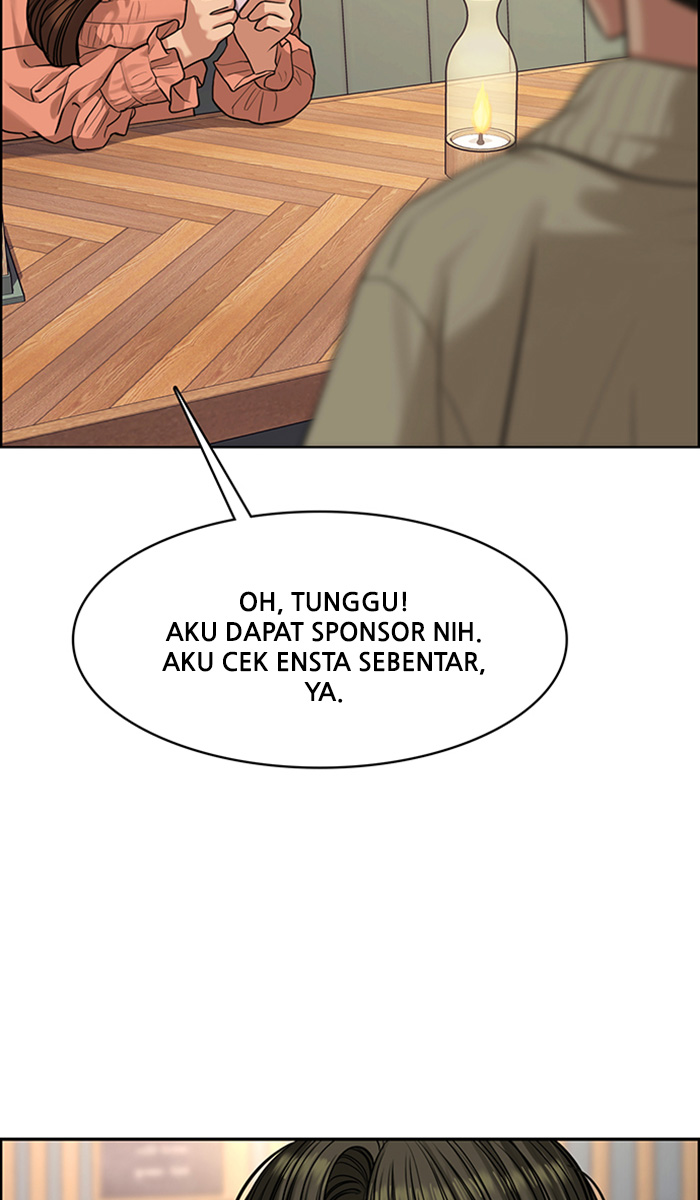 OH, TUNGGU!
AKU DAPAT SPONSOR NIH.
AKU CEK ENSTA SEBENTAR,
YA.